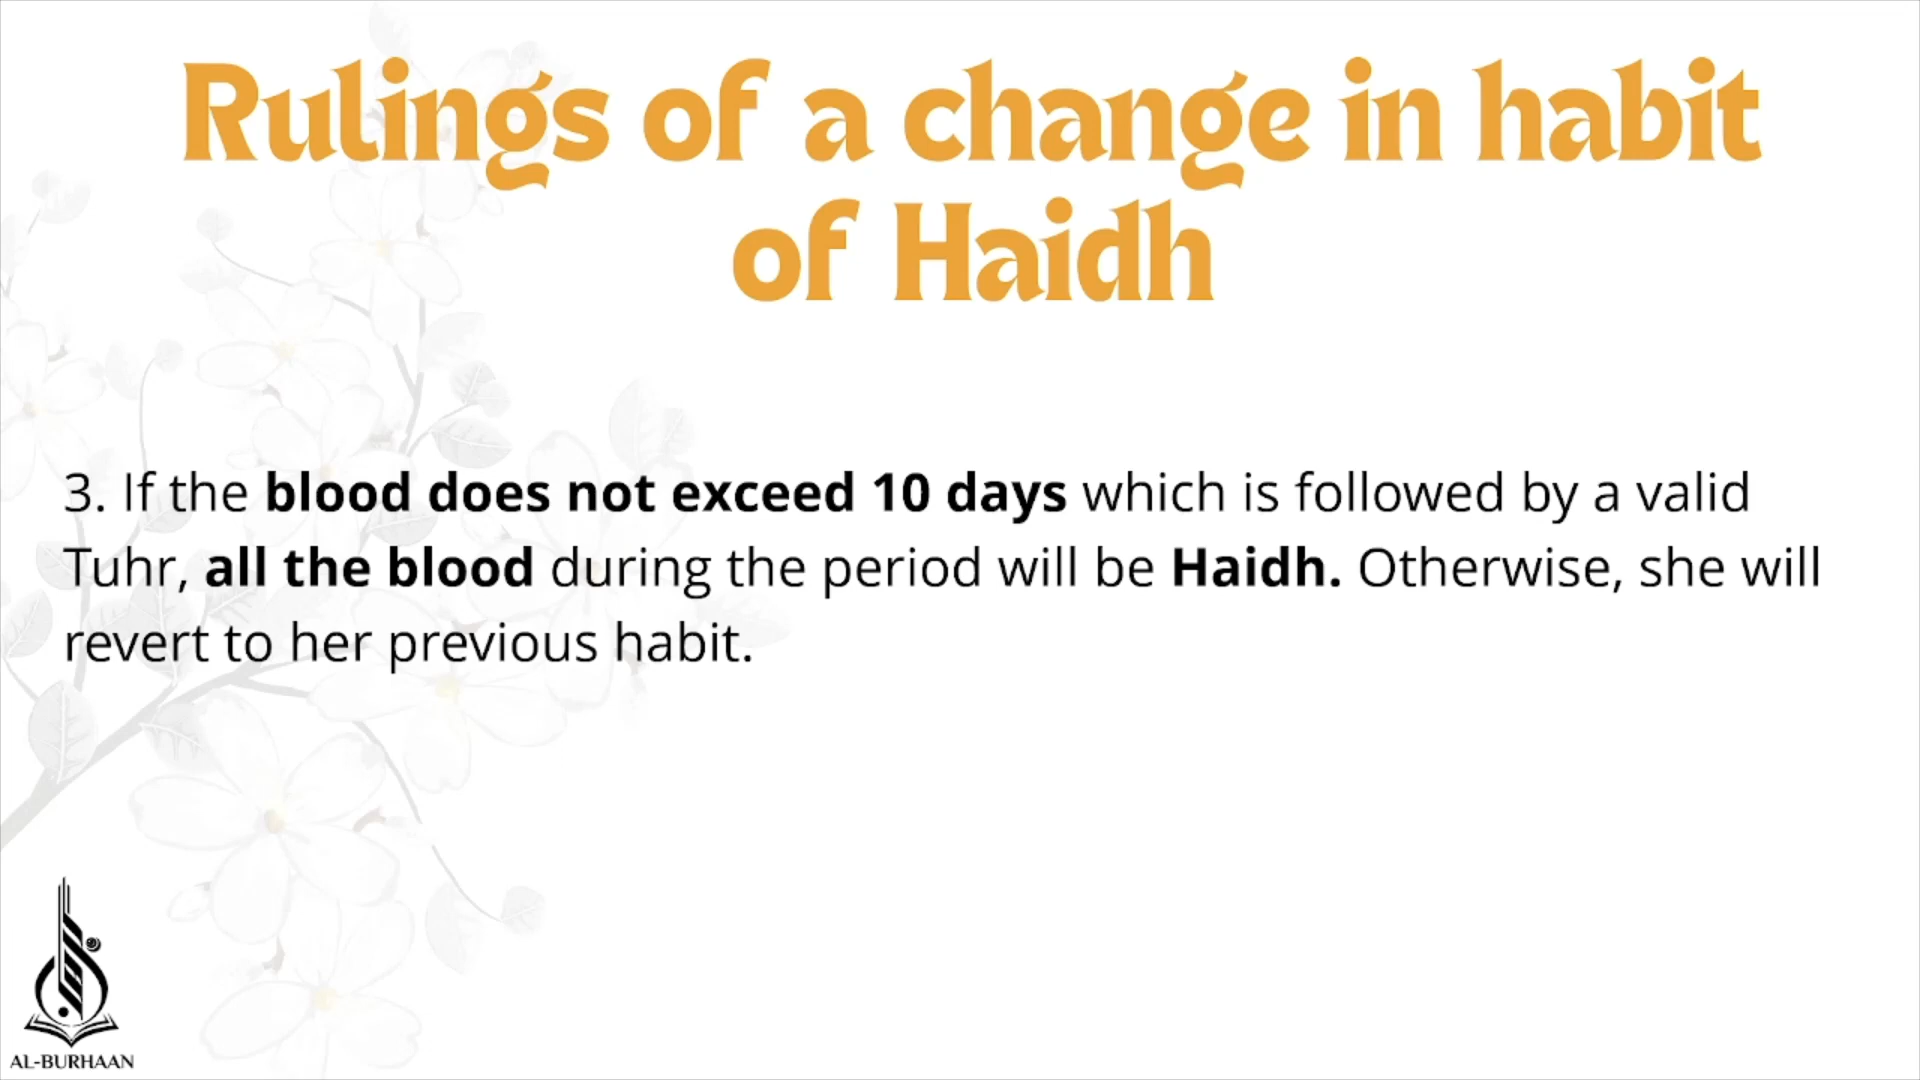 Rulings of a change in habit
of Haidh
3. If the blood does not exceed 10 days which is followed by a valid
Tuhr, all the blood during the period will be Haidh. Otherwise, she will
revert to her previous habit.
AL-BURHAAN